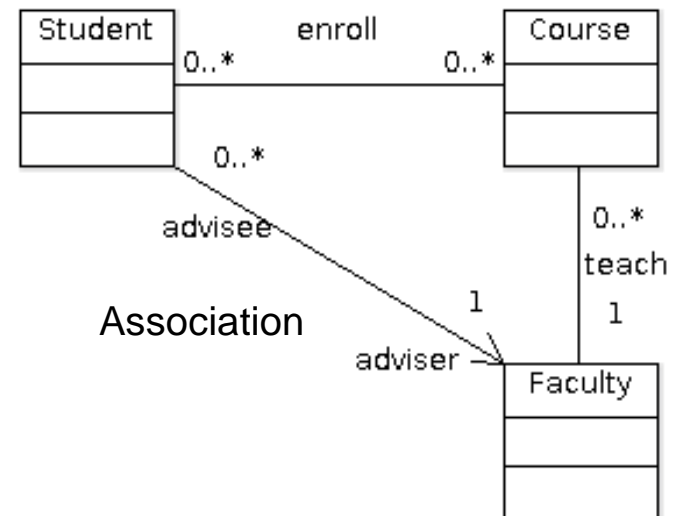 Student enroll Course
0..* 0..*
0..*
advisee
0..*
teach
Association
1 1
adviser
Faculty